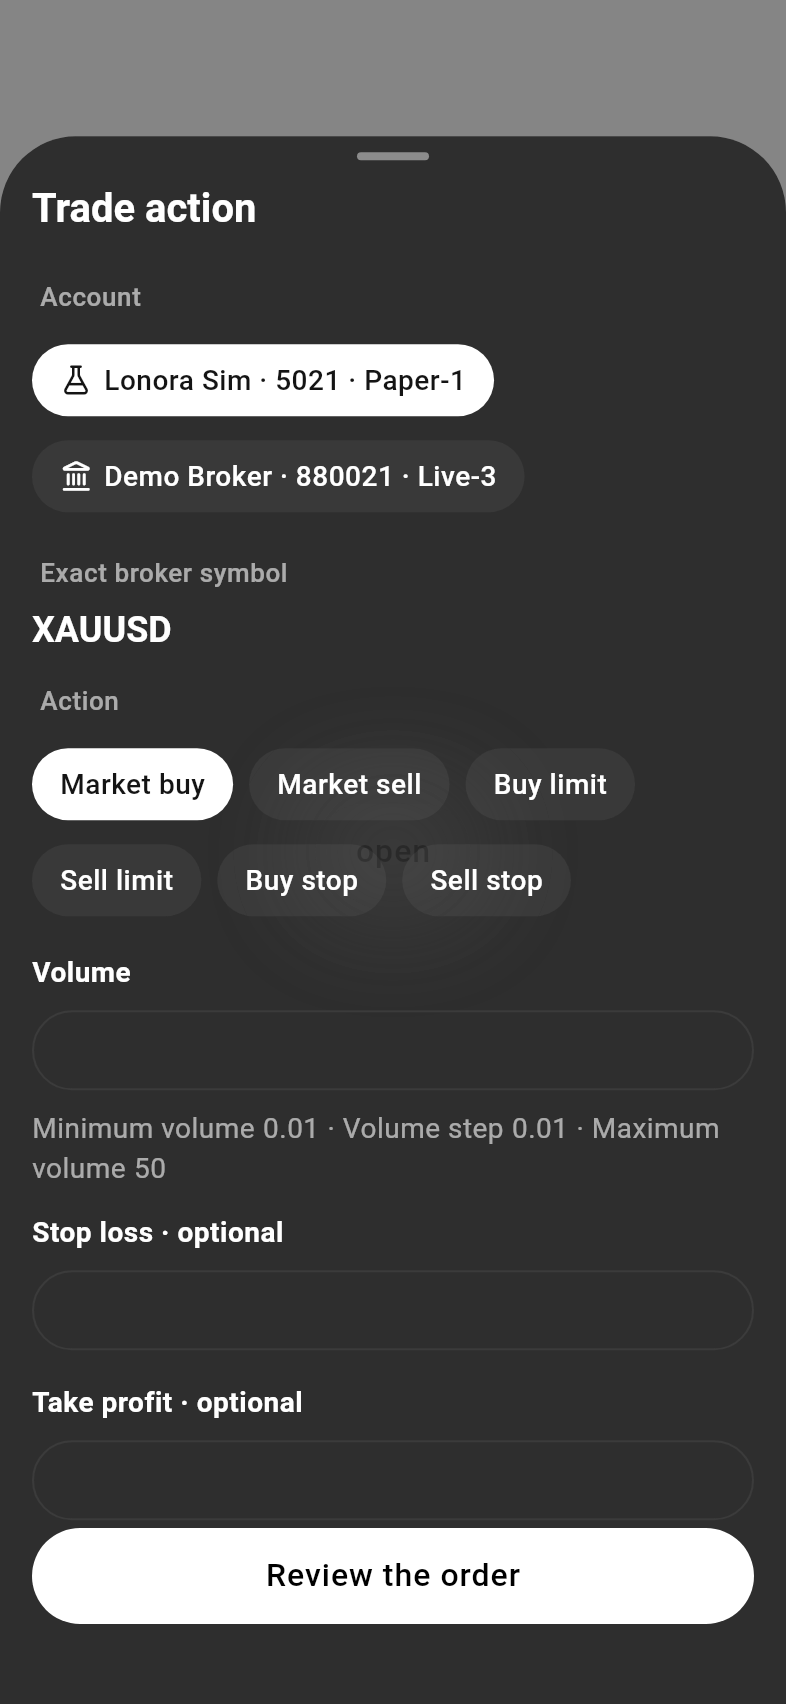 Trade action
Account
Lonora Sim · 5021 · Paper-1
Demo Broker · 880021 · Live-3
Exact broker symbol
XAUUSD
Action
Market buy Market sell Buy limit
open
Sell limit Buy stop Sell stop
Volume
Minimum volume 0.01 · Volume step 0.01 · Maximum
volume 50
Stop loss · optional
Take profit · optional
Review the order